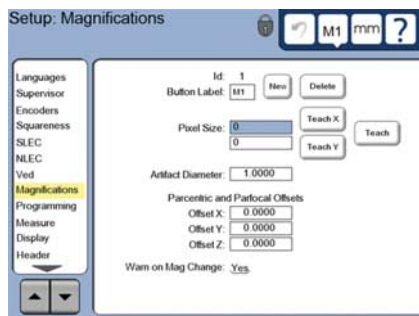 Setup: Magnifications
M1
mm
?
Languages
Supervisor
Encoders
Squareness
SLEC
NLEC
Ved
Magnifications
Programming
Measure
Display
Header
Id: 1
Button Label: M1 New Delete
Pixel Size: 0 Teach X
0 Teach Y
Teach
Artifact Diameter: 1.0000
Parcentric and Parfocal Offsets
Offset X: 0.0000
Offset Y: 0.0000
Offset Z: 0.0000
Warn on Mag Change: Yes